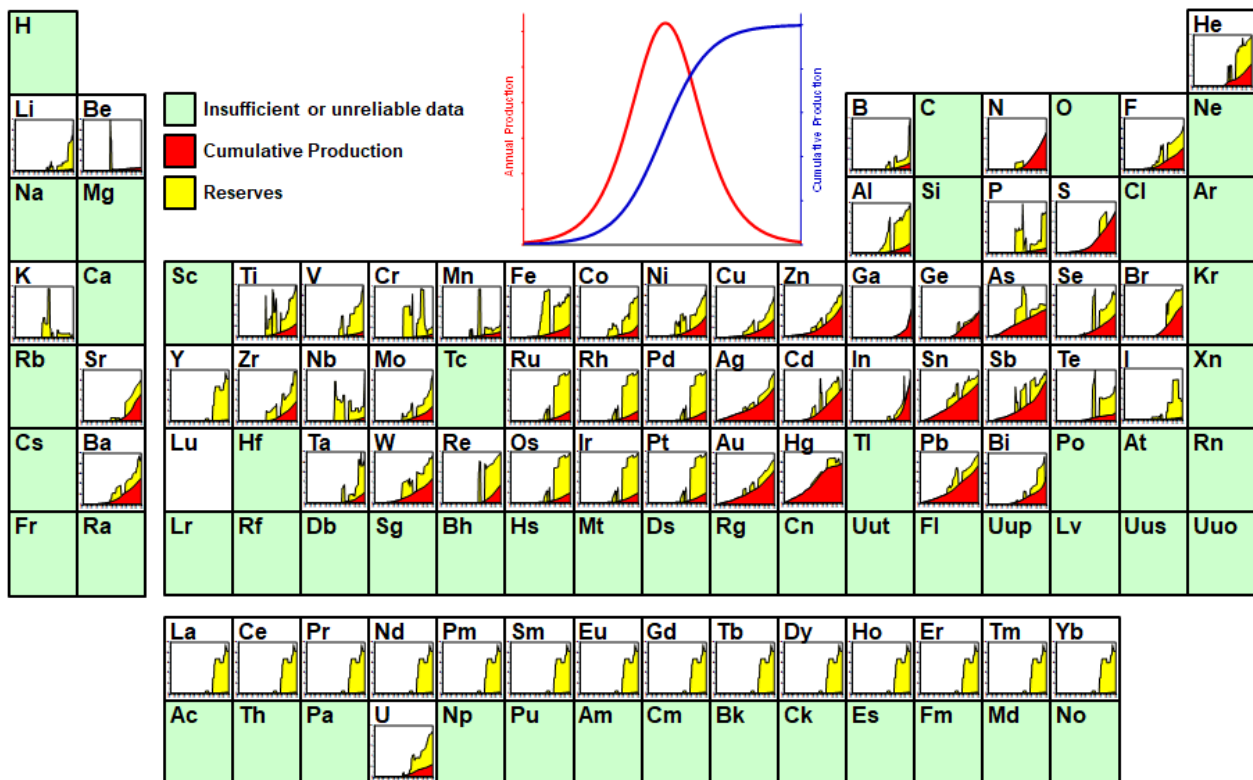 H
He
Li
Be
Insufficient or unreliable data
Cumulative Production
Reserves
Annual Production
Cumulative Production
B
C
N
O
F
Ne
Na
Mg
Al
Si
P
S
Cl
Ar
K
Ca
Sc
Ti
V
Cr
Mn
Fe
Co
Ni
Cu
Zn
Ga
Ge
As
Se
Br
Kr
Rb
Sr
Y
Zr
Nb
Mo
Tc
Ru
Rh
Pd
Ag
Cd
In
Sn
Sb
Te
I
Xn
Cs
Ba
Lu
Hf
Ta
W
Re
Os
Ir
Pt
Au
Hg
Tl
Pb
Bi
Po
At
Rn
Fr
Ra
Lr
Rf
Db
Sg
Bh
Hs
Mt
Ds
Rg
Cn
Uut
Fl
Uup
Lv
Uus
Uuo
La
Ce
Pr
Nd
Pm
Sm
Eu
Gd
Tb
Dy
Ho
Er
Tm
Yb
Ac
Th
Pa
U
Np
Pu
Am
Cm
Bk
Ck
Es
Fm
Md
No